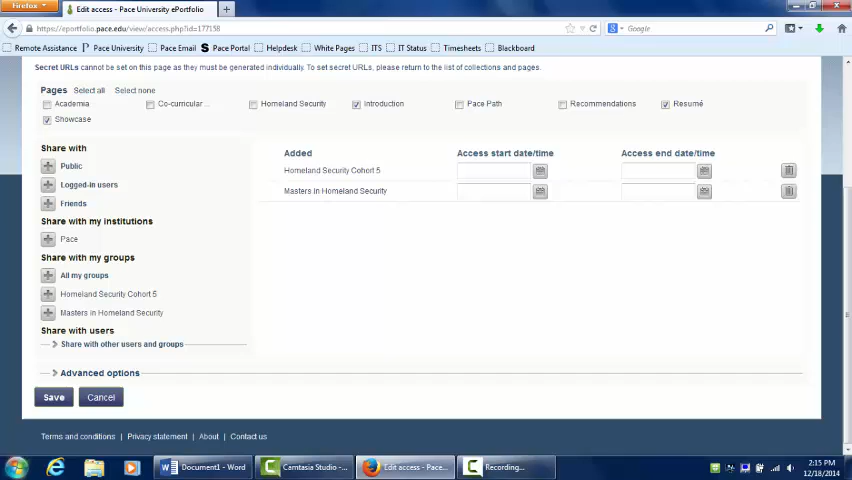 Firefox
Edit access - Pace University ePortfolio
https://eportfolio.pace.edu/view/access.php?id=177158
Google
Remote Assistance Pace University Pace Email Pace Portal Helpdesk White Pages ITS IT Status Timesheets Blackboard
Secret URLs cannot be set on this page as they must be generated individually. To set secret URLs, please return to the list of collections and pages.
Pages Select all Select none
Academia Co-curricular ... Homeland Security Introduction Pace Path Recommendations Resumé
Showcase
Share with
Public
Logged-in users
Friends
Share with my institutions
Pace
Share with my groups
All my groups
Homeland Security Cohort 5
Masters in Homeland Security
Share with users
Share with other users and groups
Added Access start date/time Access end date/time
Homeland Security Cohort 5
Masters in Homeland Security
Advanced options
Save Cancel
Terms and conditions | Privacy statement | About | Contact us
Document1 - Word Camtasia Studio -... Edit access - Pace... Recording...
2:15 PM
12/18/2014